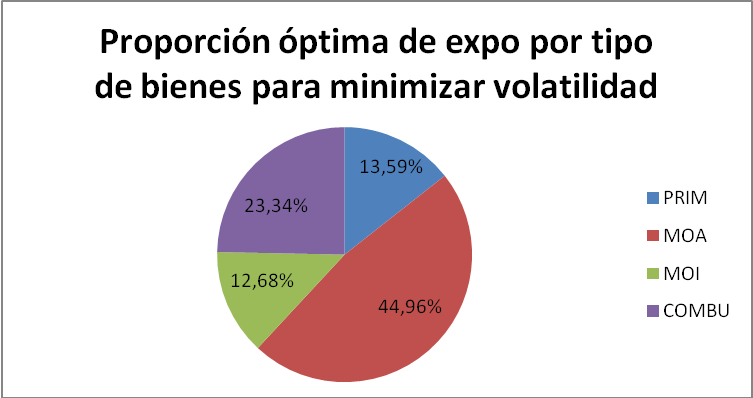 Proporción óptima de expo por tipo
de bienes para minimizar volatilidad
13,59%
23,34%
12,68%
44,96%
PRIM
MOA
MOI
COMBU